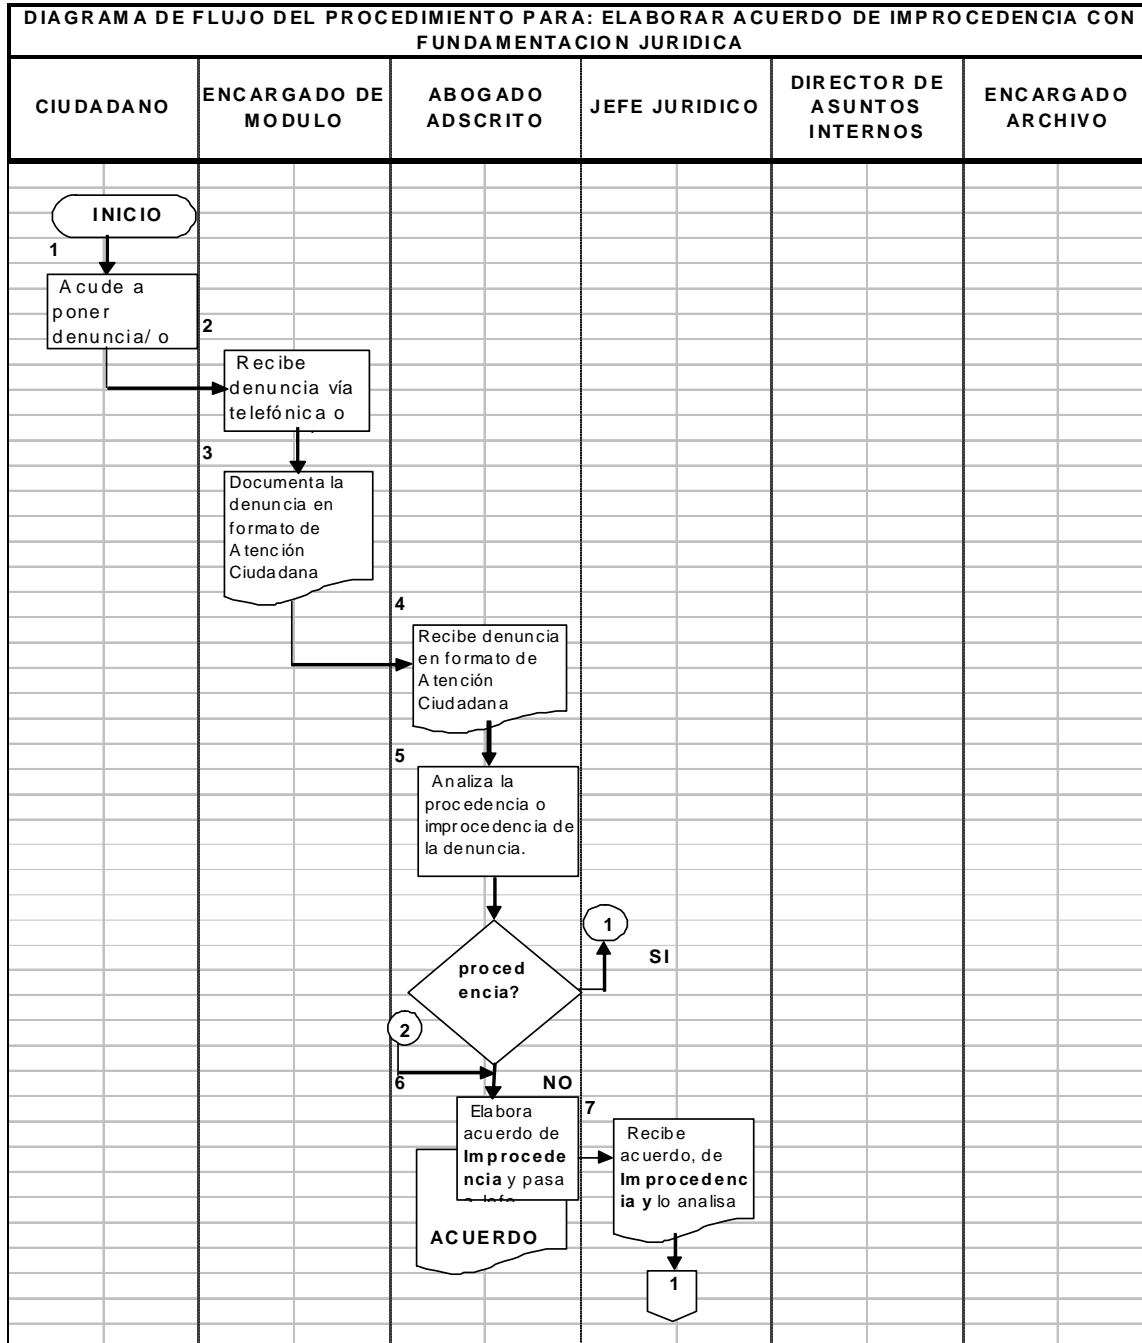 DIAGRAMA DE FLUJO DEL PROCEDIMIENTO PARA: ELABORAR ACUERDO DE IMPROCEDENCIA CON
FUNDAMENTACION JURIDICA
CIUDADANO
ENCARGADO DE
MODULO
ABOGADO
ADSCRITO
JEFE JURIDICO
DIRECTOR DE
ASUNTOS
INTERNOS
ENCARGADO
ARCHIVO
INICIO
1
Acude a
poner
denuncia/ o
2
Recibe
denuncia vía
telefónica o
3
Documenta la
denuncia en
formato de
Atención
Ciudadana
4
Recibe denuncia
en formato de
Atención
Ciudadana
5
Analiza la
procedencia o
improcedencia de
la denuncia.
1
SI
proced
encia?
2
6
NO
Elabora
acuerdo de
Improcede
ncia y pasa
ACUERDO
7
Recibe
acuerdo, de
Improcedenc
ia y lo analisa
1